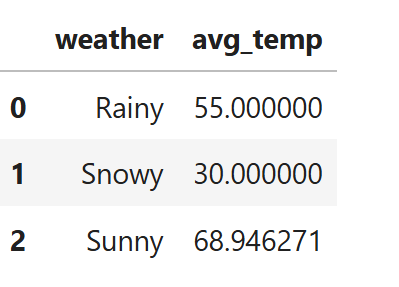 weather avg_temp
0 Rainy 55.000000
1 Snowy 30.000000
2 Sunny 68.946271